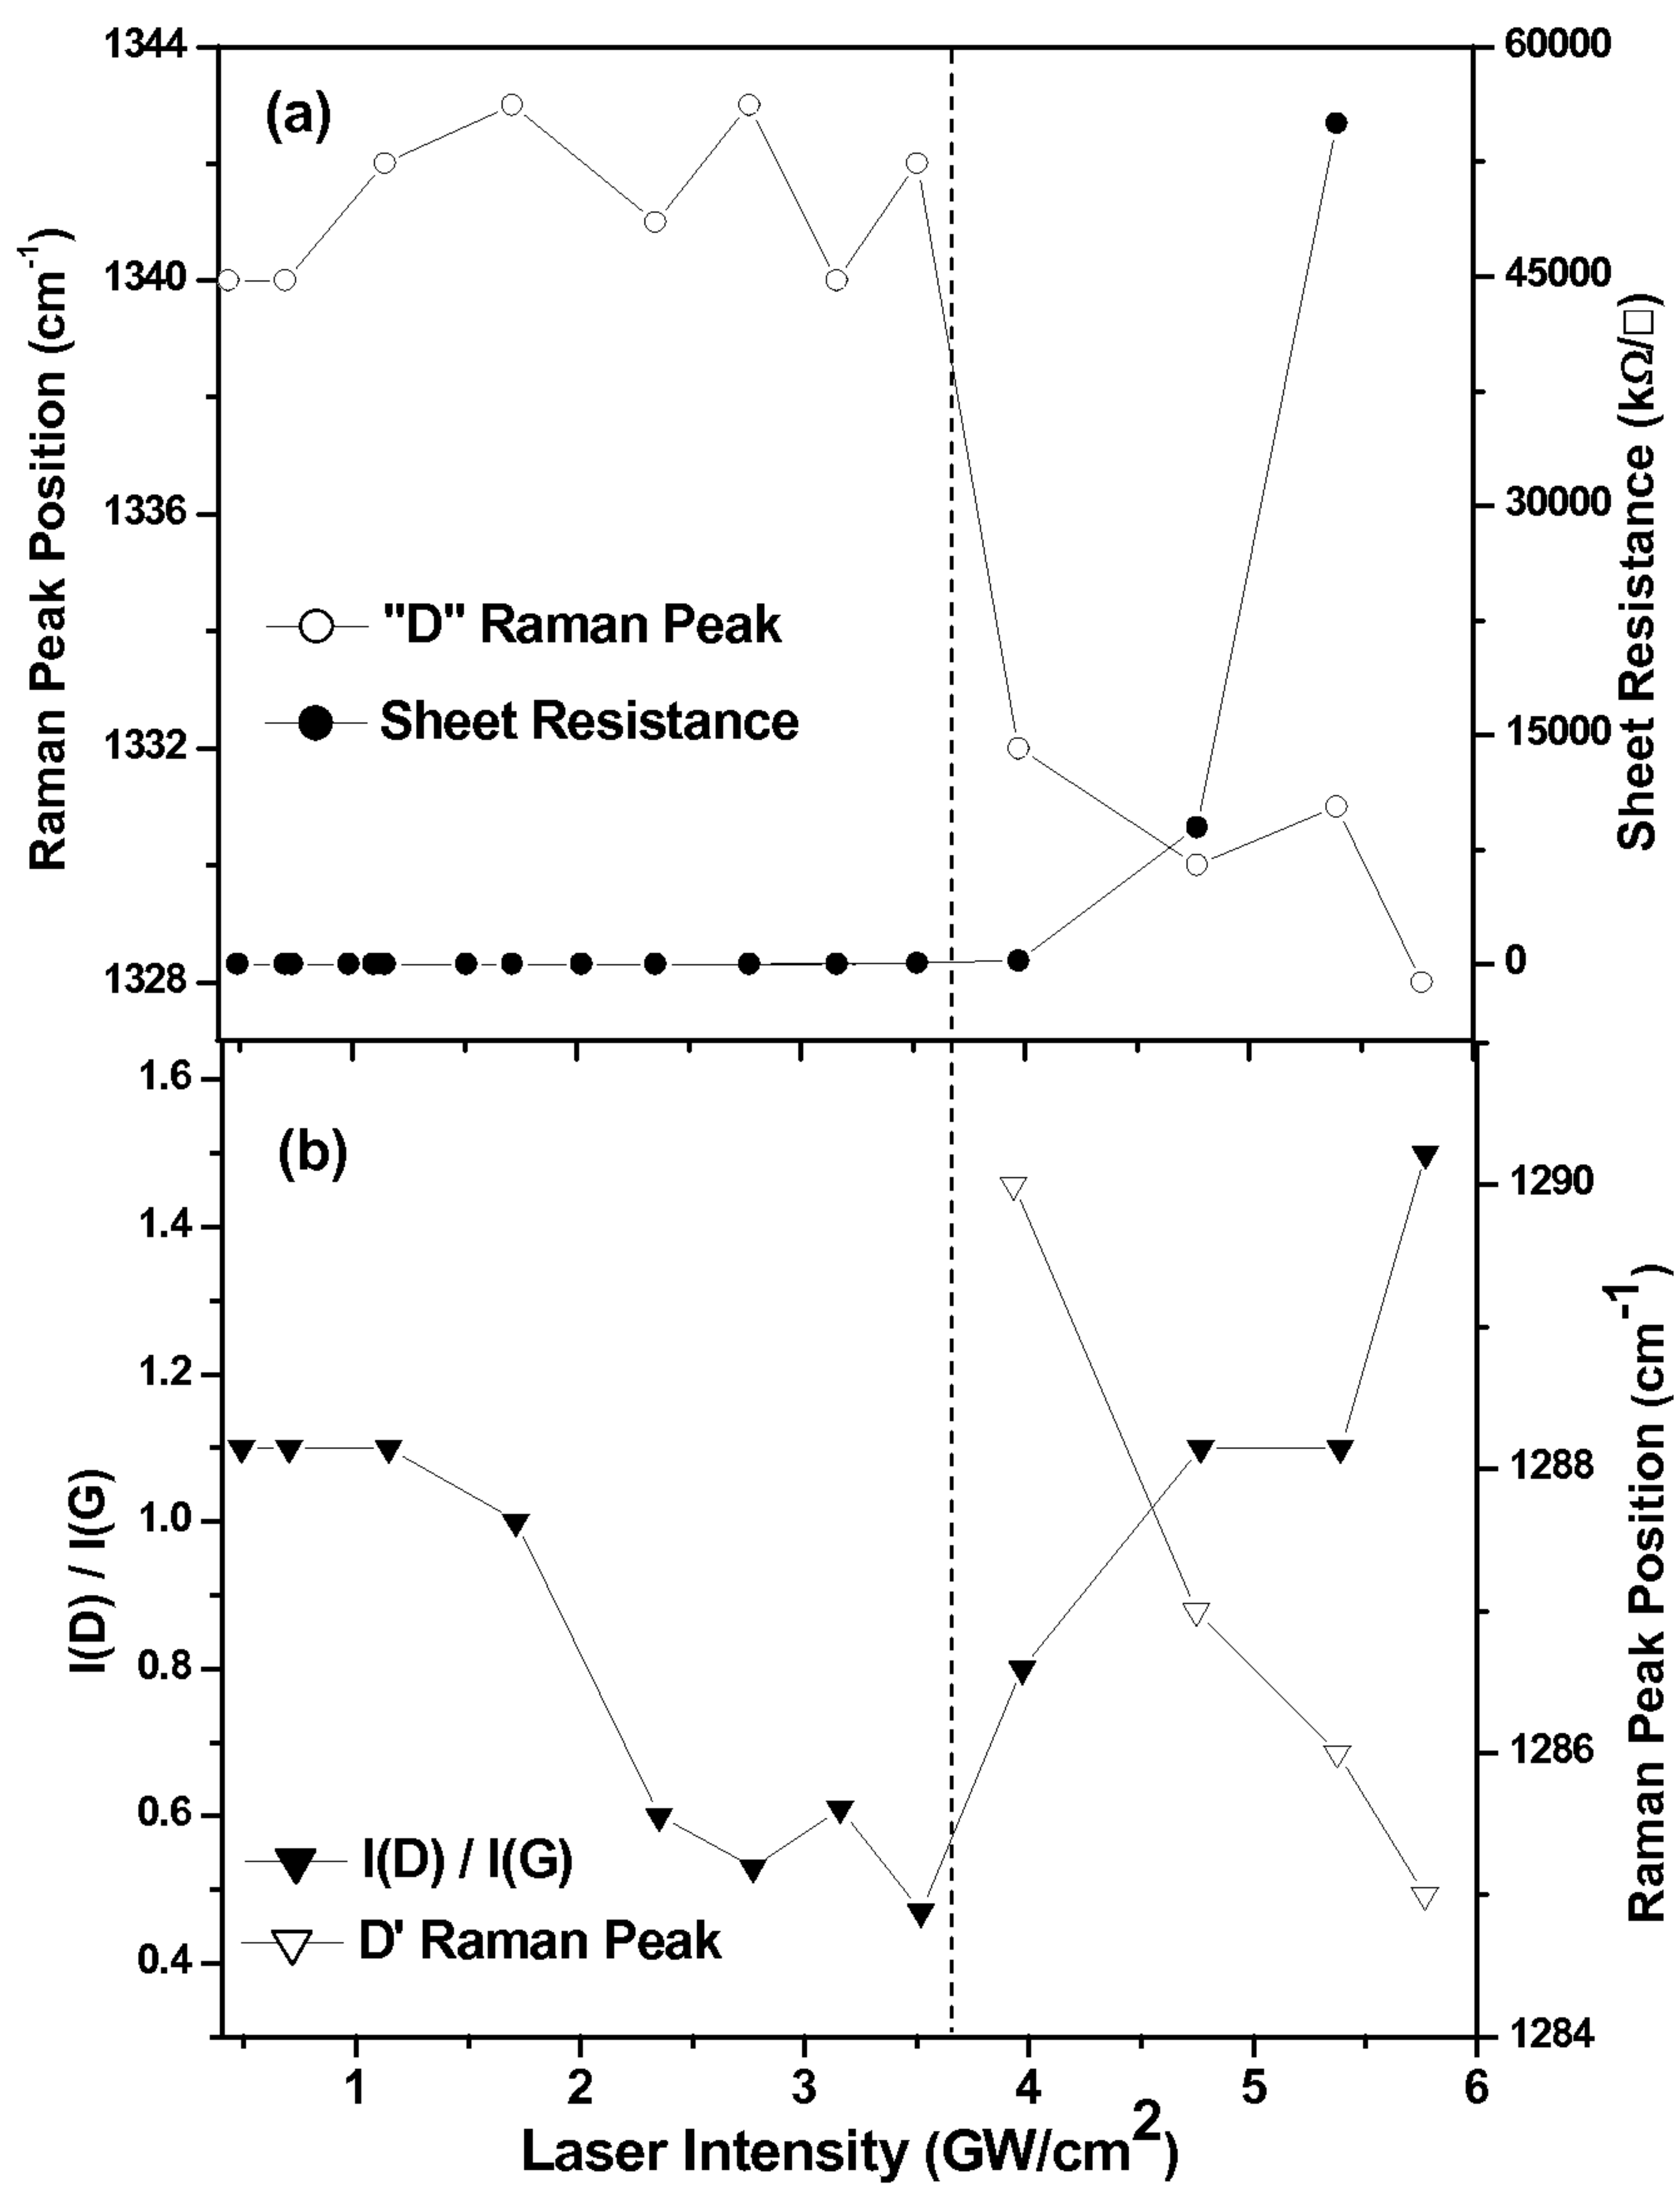 (a)
Raman Peak Position (cm⁻¹)
1344
1340
1336
1332
1328
"D" Raman Peak
Sheet Resistance
60000
45000
30000
15000
0
Sheet Resistance (kΩ/□)
(b)
I(D) / I(G)
1.6
1.4
1.2
1.0
0.8
0.6
0.4
I(D) / I(G)
D' Raman Peak
1290
1288
1286
1284
Raman Peak Position (cm⁻¹)
1 2 3 4 5 6
Laser Intensity (GW/cm²)